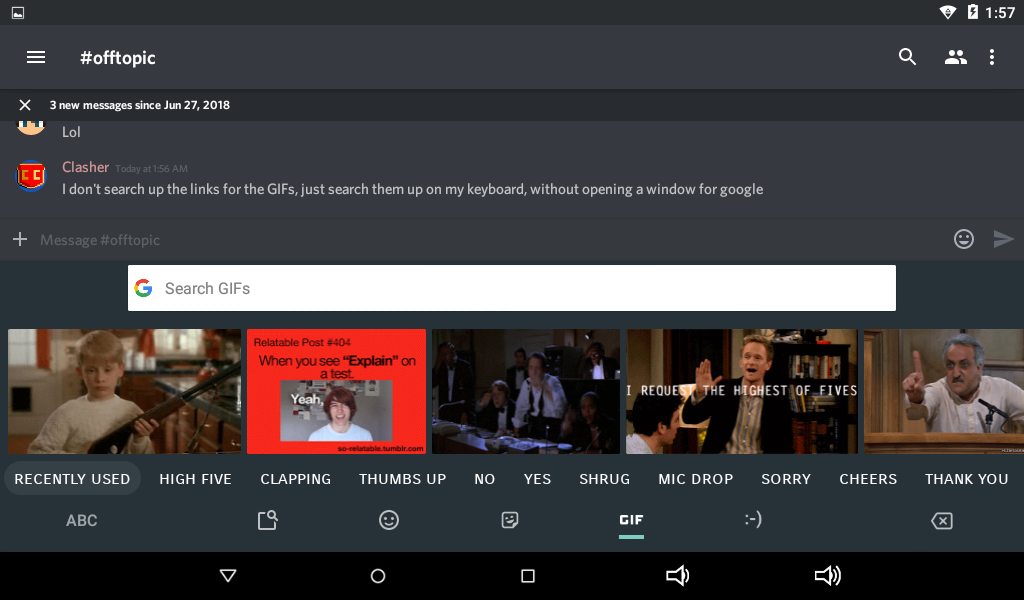 1:57
#offtopic
3 new messages since Jun 27, 2018
Lol
Clasher Today at 1:56 AM
I don't search up the links for the GIFs, just search them up on my keyboard, without opening a window for google
Message #offtopic
Search GIFs
Relatable Post #404
When you see "Explain" on
a test.
Yeah,
so-relatable.tumblr.com
I REQUEST THE HIGHEST OF FIVES
RECENTLY USED HIGH FIVE CLAPPING THUMBS UP NO YES SHRUG MIC DROP SORRY CHEERS THANK YOU
ABC GIF :-)